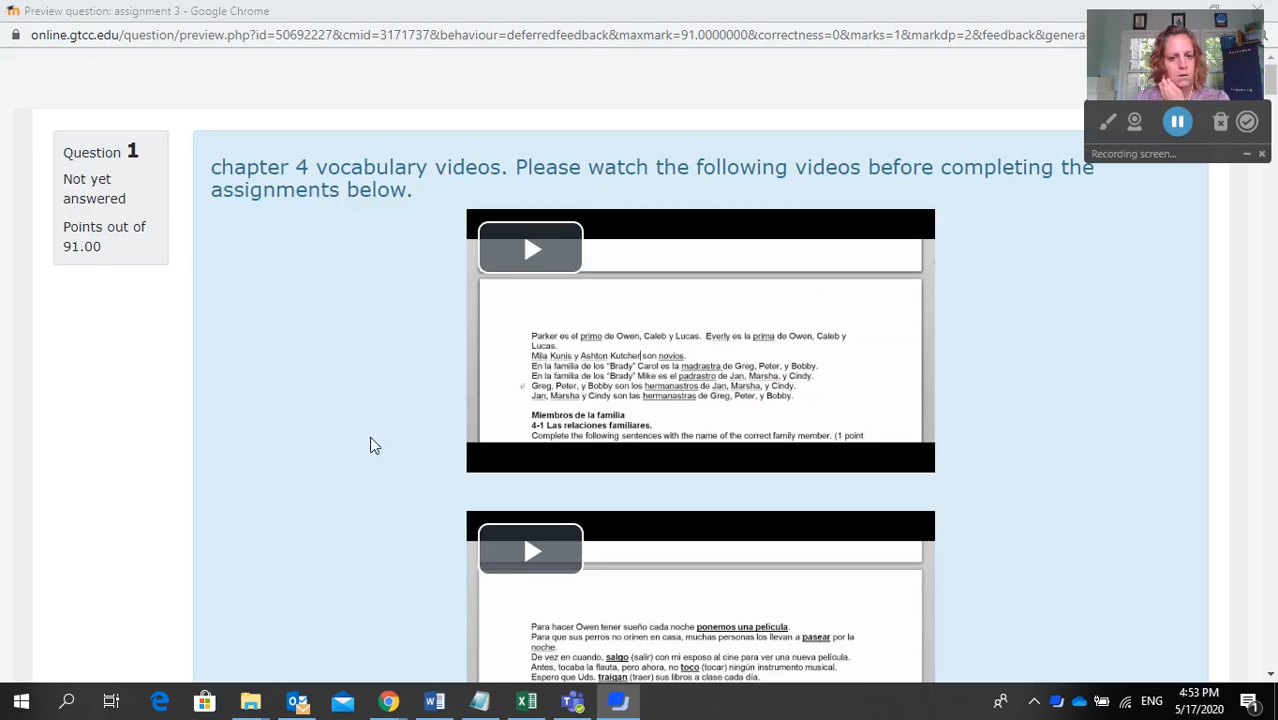 Preview question: assignment 3 - Google Chrome
online.gtcc.edu/question/preview.php?id=50692227&cmid=3171737&behaviour=deferredfeedback&maxmark=91.0000000&correctness=0&marks=1&markdp=2&feedback&general
Recording screen...
Question 1
Not yet
answered
Points out of
91.00
chapter 4 vocabulary videos. Please watch the following videos before completing the
assignments below.
Parker es el primo de Owen, Caleb y Lucas. Everly es la prima de Owen, Caleb y
Lucas.
Mila Kunis y Ashton Kutcher son novios.
En la familia de los "Brady" Carol es la madrastra de Greg, Peter, y Bobby.
En la familia de los "Brady" Mike es el padrastro de Jan, Marsha, y Cindy.
Greg, Peter, y Bobby son los hermanastros de Jan, Marsha, y Cindy.
Jan, Marsha y Cindy son las hermanastras de Greg, Peter, y Bobby.
Miembros de la familia
4-1 Las relaciones familiares.
Complete the following sentences with the name of the correct family member. (1 point
Para hacer Owen tener sueño cada noche ponemos una película.
Para que sus perros no orinen en casa, muchas personas los llevan a pasear por la
noche.
De vez en cuando, salgo (salir) con mi esposo al cine para ver una nueva película.
Antes, tocaba la flauta, pero ahora, no toco (tocar) ningún instrumento musical.
Espero que Uds. traigan (traer) sus libros a clase cada día.
ENG
4:53 PM
5/17/2020